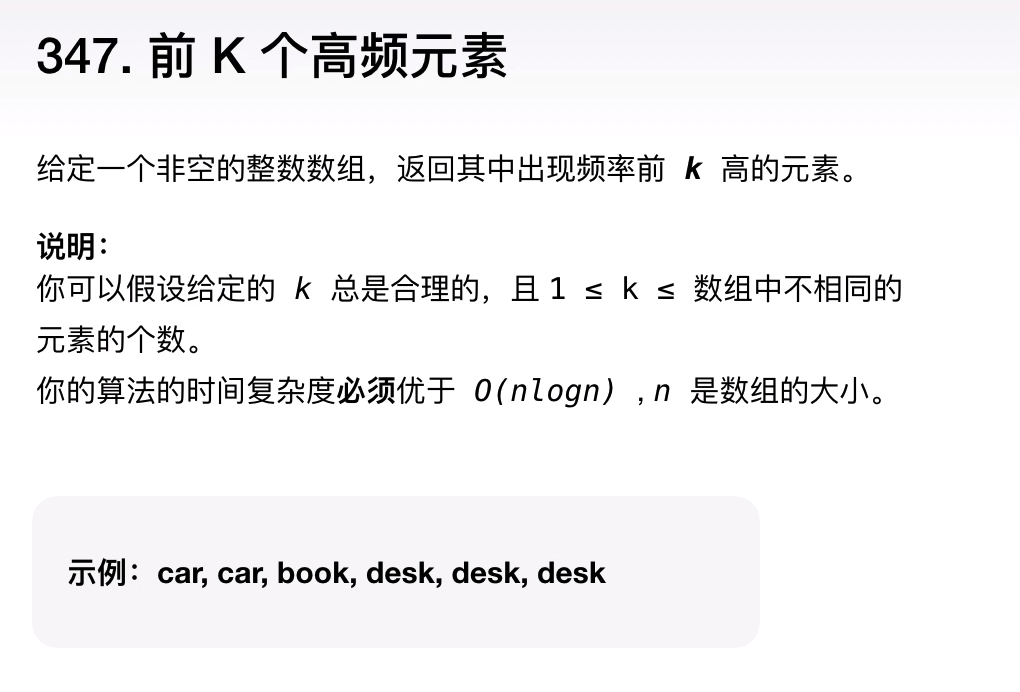 347. 前 K 个高频元素
给定一个非空的整数数组，返回其中出现频率前 k 高的元素。
说明：
你可以假设给定的 k 总是合理的，且 1 ≤ k ≤ 数组中不相同的
元素的个数。
你的算法的时间复杂度必须优于 O(nlogn) , n 是数组的大小。
示例：car, car, book, desk, desk, desk